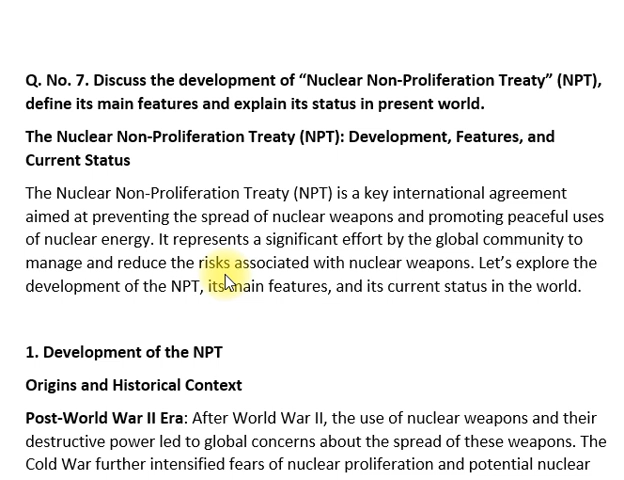 Q. No. 7. Discuss the development of “Nuclear Non-Proliferation Treaty” (NPT),
define its main features and explain its status in present world.
The Nuclear Non-Proliferation Treaty (NPT): Development, Features, and
Current Status
The Nuclear Non-Proliferation Treaty (NPT) is a key international agreement
aimed at preventing the spread of nuclear weapons and promoting peaceful uses
of nuclear energy. It represents a significant effort by the global community to
manage and reduce the risks associated with nuclear weapons. Let’s explore the
development of the NPT, its main features, and its current status in the world.
1. Development of the NPT
Origins and Historical Context
Post-World War II Era: After World War II, the use of nuclear weapons and their
destructive power led to global concerns about the spread of these weapons. The
Cold War further intensified fears of nuclear proliferation and potential nuclear